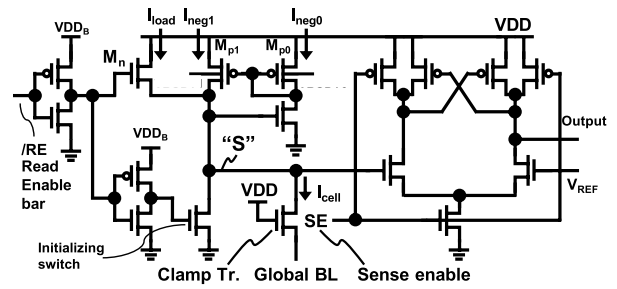 I_load I_neg1 I_neg0
VDD_B
M_n
M_p1
M_p0
VDD
/RE
Read
Enable
bar
VDD_B
"S"
Output
V_REF
I_cell
VDD
SE
Initializing
switch
Clamp Tr. Global BL Sense enable